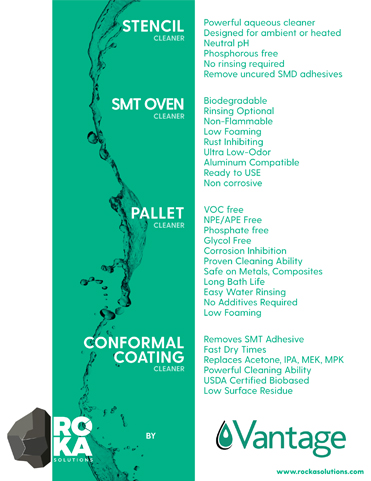 STENCIL
CLEANER
Powerful aqueous cleaner
Designed for ambient or heated
Neutral pH
Phosphorous free
No rinsing required
Remove uncured SMD adhesives
SMT OVEN
CLEANER
Biodegradable
Rinsing Optional
Non-Flammable
Low Foaming
Rust Inhibiting
Ultra Low-Odor
Aluminum Compatible
Ready to USE
Non corrosive
PALLET
CLEANER
VOC free
NPE/APE Free
Phosphate free
Glycol Free
Corrosion Inhibition
Proven Cleaning Ability
Safe on Metals, Composites
Long Bath Life
Easy Water Rinsing
No Additives Required
Low Foaming
CONFORMAL
COATING
CLEANER
Removes SMT Adhesive
Fast Dry Times
Replaces Acetone, IPA, MEK, MPK
Powerful Cleaning Ability
USDA Certified Biobased
Low Surface Residue
RO
KA
SOLUTIONS
BY
Vantage
www.rockasolutions.com